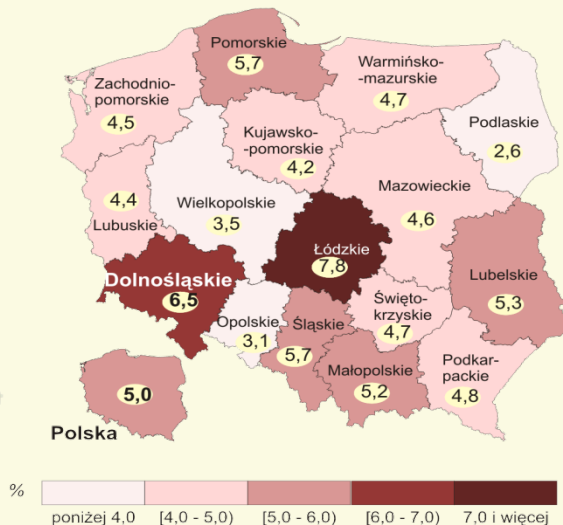 Pomorskie
5,7
Warmińsko-
-mazurskie
4,7
Zachodnio-
pomorskie
4,5
Podlaskie
2,6
Kujawsko-
-pomorskie
4,2
4,4
Lubuskie
Wielkopolskie
3,5
Mazowieckie
4,6
Łódzkie
7,8
Dolnośląskie
6,5
Lubelskie
5,3
Święto-
krzyskie
4,7
Opolskie
3,1
Śląskie
5,7
Małopolskie
5,2
Podkar-
packie
4,8
5,0
Polska
%
poniżej 4,0 [4,0 - 5,0) [5,0 - 6,0) [6,0 - 7,0) 7,0 i więcej